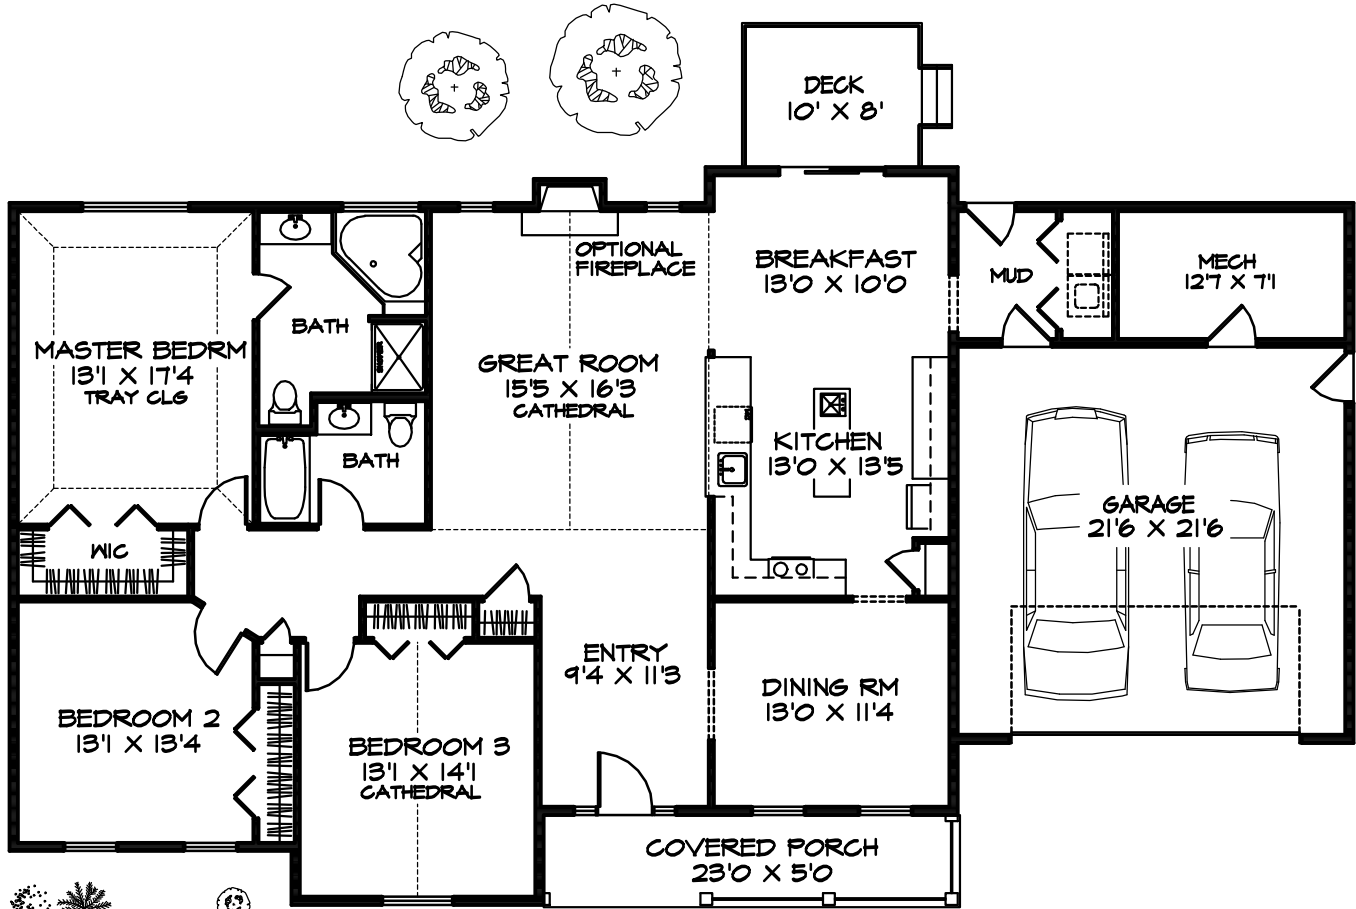 DECK
10' X 8'
OPTIONAL
FIREPLACE
BREAKFAST
13'0 X 10'0
MUD
MECH
12'7 X 7'1
BATH
MASTER BEDRM
13'1 X 17'4
TRAY CLG
SHOWER
GREAT ROOM
15'5 X 16'3
CATHEDRAL
KITCHEN
13'0 X 13'5
BATH
GARAGE
21'6 X 21'6
WIC
ENTRY
9'4 X 11'3
DINING RM
13'0 X 11'4
BEDROOM 2
13'1 X 13'4
BEDROOM 3
13'1 X 14'1
CATHEDRAL
COVERED PORCH
23'0 X 5'0